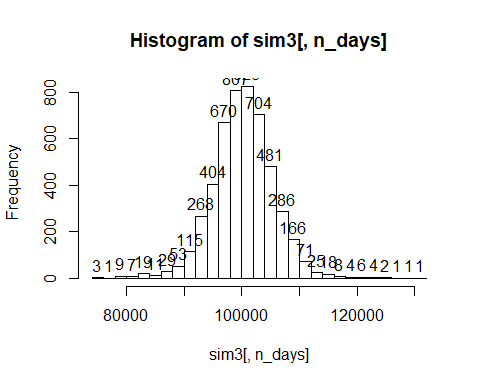 Histogram of sim3[, n_days]
Frequency
0 200 400 600 800
3 1 9 7 19 11 29 53 115 268 404 670 807 704 481 286 166 71 25 18 8 4 6 4 2 1 1 1
80000 100000 120000
sim3[, n_days]